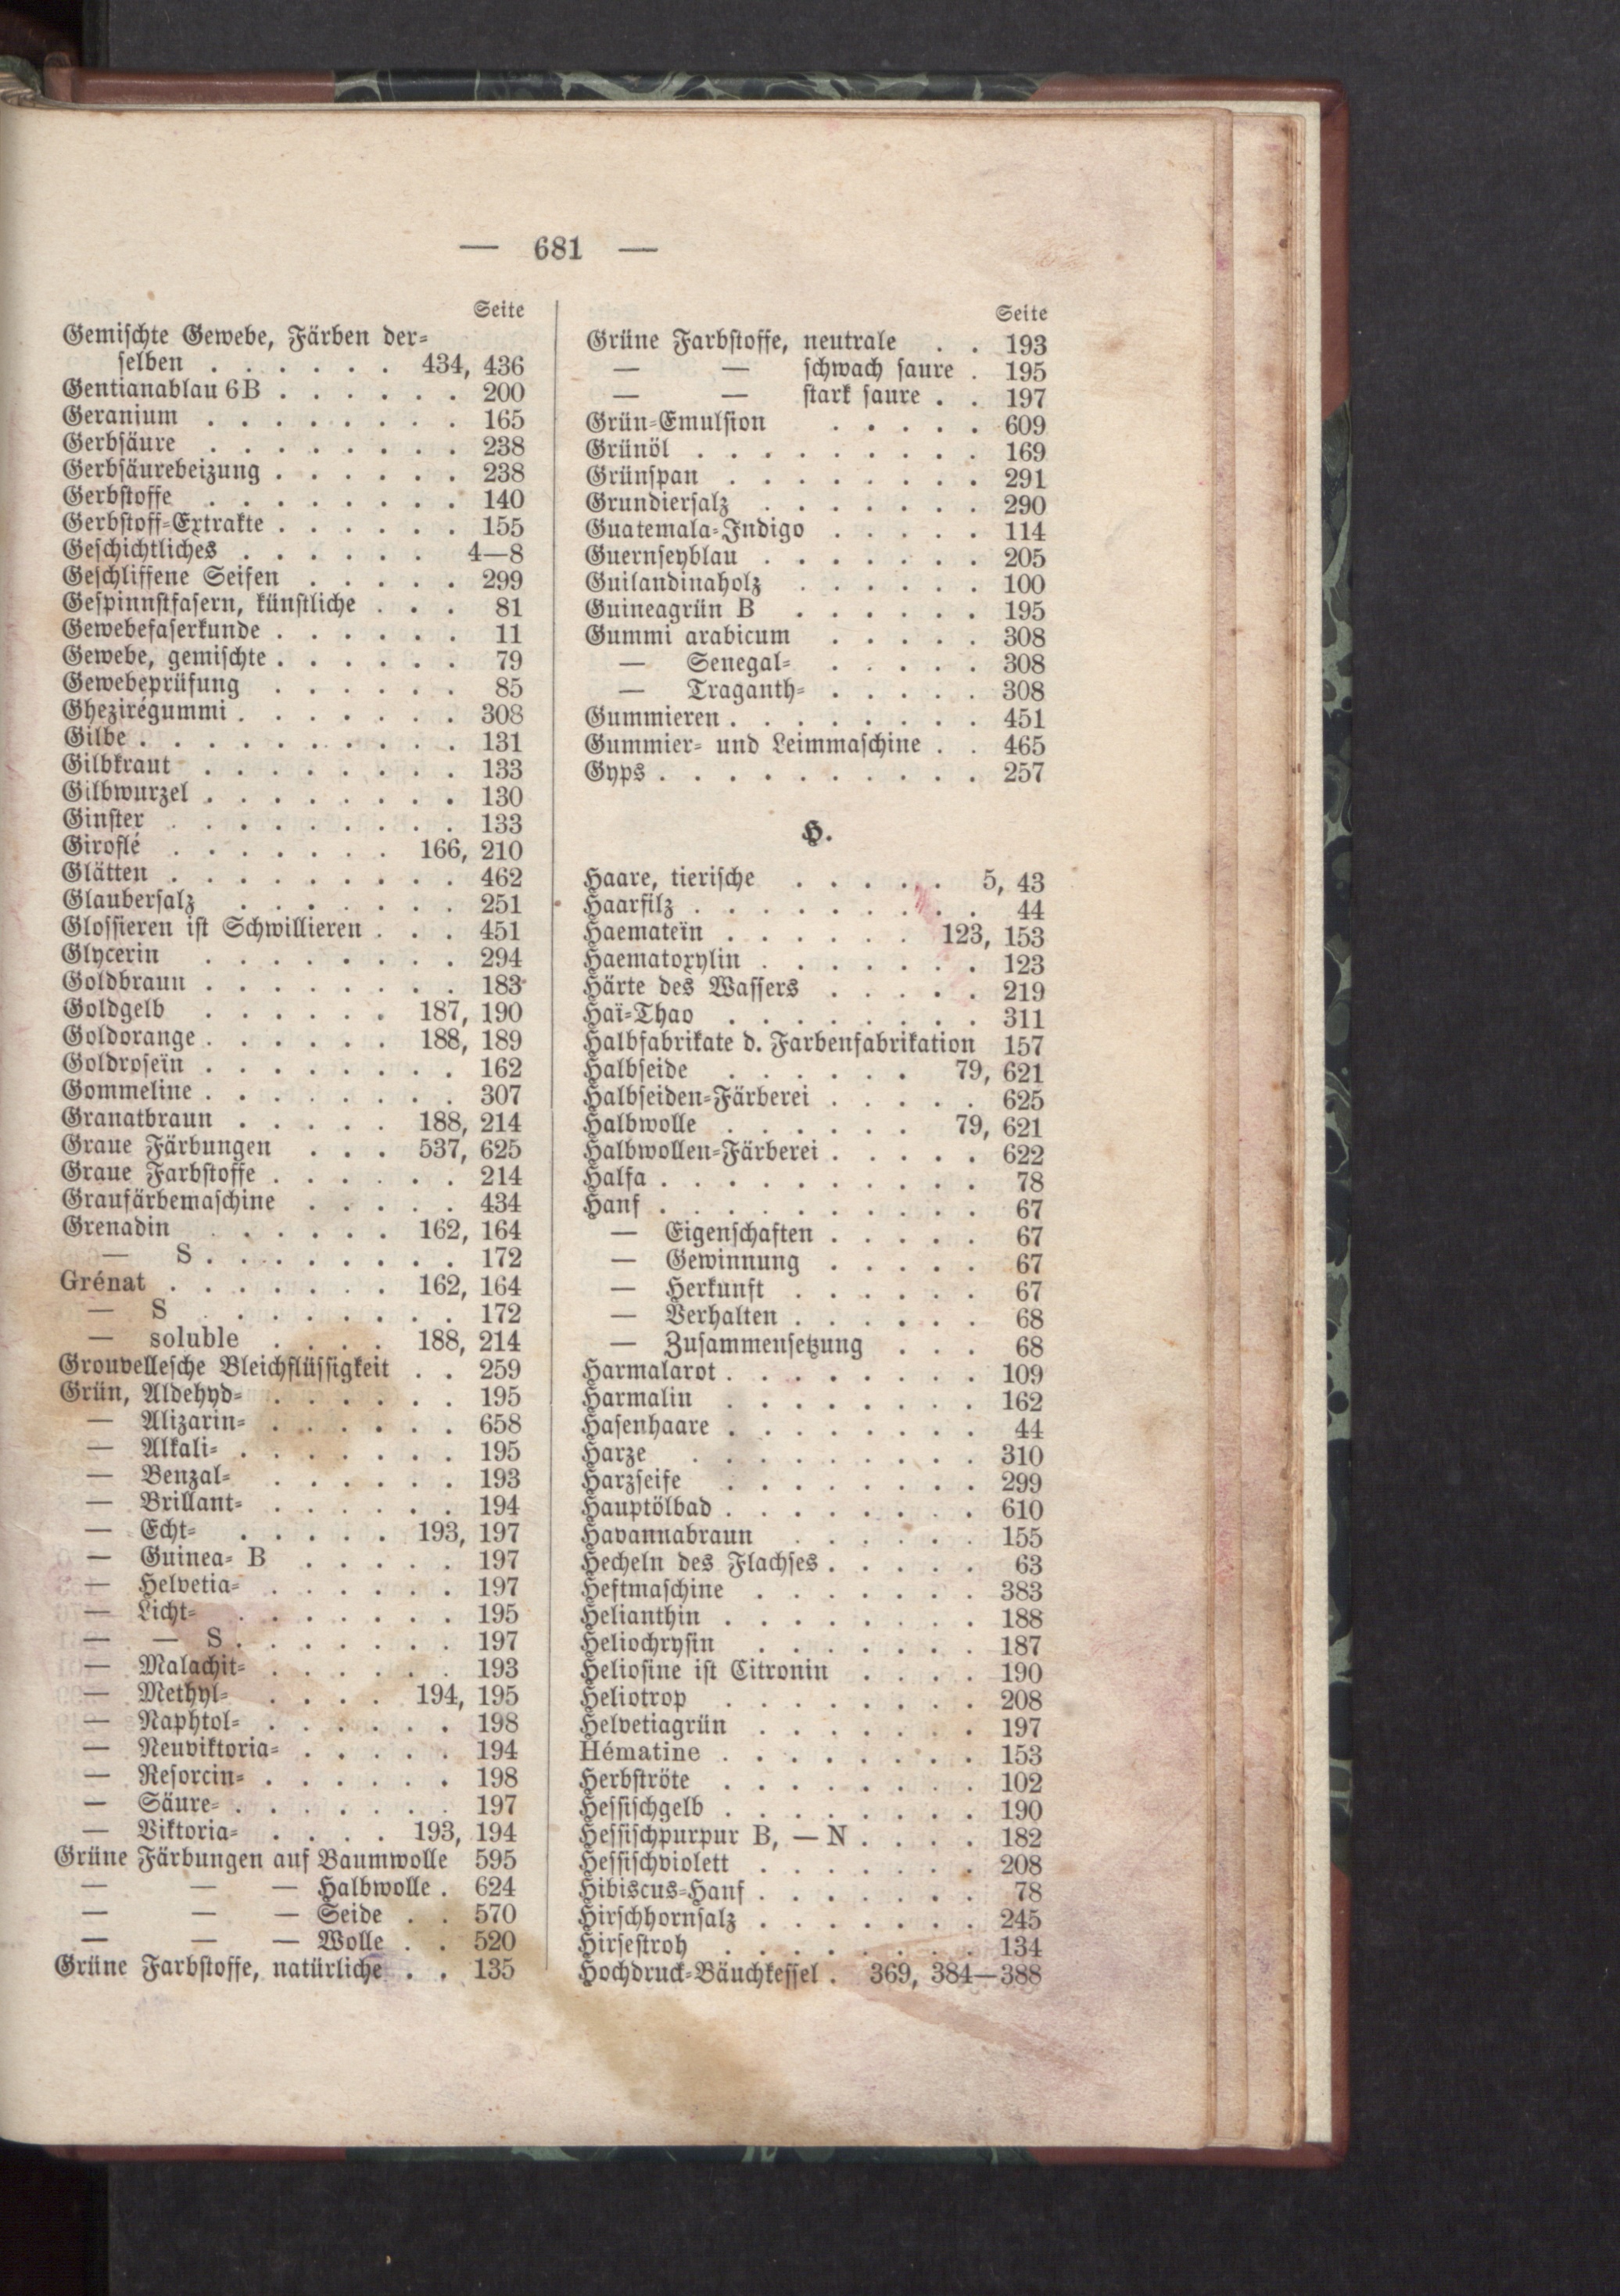 — 681 —
Seite
Gemischte Gewebe, Färben der-
selben . . . . . . 434, 436
Gentianablau 6B . . . . . . 200
Geranium . . . . . . . . 165
Gerbsäure . . . . . . . . 238
Gerbsäurebeizung . . . . . . 238
Gerbstoffe . . . . . . . . 140
Gerbstoff-Extrakte . . . . . . 155
Geschichtliches . . . . . . 4—8
Geschliffene Seifen . . . . . 299
Gespinnstfasern, künstliche . . . 81
Gewebefaserkunde . . . . . . 11
Gewebe, gemischte . . . . . . 79
Gewebeprüfung . . . . . . 85
Ghezirégummi . . . . . . . 308
Gilbe . . . . . . . . . . 131
Gilbkraut . . . . . . . . 133
Gilbwurzel . . . . . . . . 130
Ginster . . . . . . . . . 133
Giroflé . . . . . . . 166, 210
Glätten . . . . . . . . . 462
Glaubersalz . . . . . . . 251
Glossieren ist Schwillieren . . . 451
Glycerin . . . . . . . . 294
Goldbraun . . . . . . . . 183
Goldgelb . . . . . . 187, 190
Goldorange . . . . . . 188, 189
Goldroseïn . . . . . . . . 162
Gommeline . . . . . . . . 307
Granatbraun . . . . . 188, 214
Graue Färbungen . . . 537, 625
Graue Farbstoffe . . . . . . 214
Graufärbemaschine . . . . . 434
Grenadin . . . . . . 162, 164
— S . . . . . . . . 172
Grénat . . . . . . . 162, 164
— S . . . . . . . . 172
— soluble . . . . 188, 214
Grouvellesche Bleichflüssigkeit . . 259
Grün, Aldehyd- . . . . . . 195
— Alizarin- . . . . . . 658
— Alkali- . . . . . . . 195
— Benzal- . . . . . . 193
— Brillant- . . . . . . 194
— Echt- . . . . . 193, 197
— Guinea- B . . . . . 197
— Helvetia- . . . . . . 197
— Licht- . . . . . . . 195
— — S . . . . . . . 197
— Malachit- . . . . . . 193
— Methyl- . . . . 194, 195
— Naphtol- . . . . . . 198
— Neuviktoria- . . . . . 194
— Resorcin- . . . . . . 198
— Säure- . . . . . . . 197
— Viktoria- . . . . 193, 194
Grüne Färbungen auf Baumwolle 595
— — — Halbwolle . 624
— — — Seide . . 570
— — — Wolle . . 520
Grüne Farbstoffe, natürliche . . 135
Seite
Grüne Farbstoffe, neutrale . . 193
— — schwach saure . 195
— — stark saure . . 197
Grün-Emulsion . . . . . 609
Grünöl . . . . . . . . . 169
Grünspan . . . . . . . . 291
Grundiersalz . . . . . . . 290
Guatemala-Indigo . . . . . 114
Guernseyblau . . . . . . . 205
Guilandinaholz . . . . . . 100
Guineagrün B . . . . . . 195
Gummi arabicum . . . . . 308
— Senegal- . . . . . 308
— Traganth- . . . . . 308
Gummieren . . . . . . . . 451
Gummier- und Leimmaschine . . 465
Gyps . . . . . . . . . . 257
H.
Haare, tierische . . . . . 5, 43
Haarfilz . . . . . . . . . 44
Haemateïn . . . . . . 123, 153
Haematoxylin . . . . . . . 123
Härte des Wassers . . . . . 219
Hai-Thao . . . . . . . . 311
Halbfabrikate d. Farbenfabrikation 157
Halbseide . . . . . . 79, 621
Halbseiden-Färberei . . . . . 625
Halbwolle . . . . . . 79, 621
Halbwollen-Färberei . . . . . 622
Halfa . . . . . . . . . . 78
Hanf . . . . . . . . . . 67
— Eigenschaften . . . . . 67
— Gewinnung . . . . . 67
— Herkunft . . . . . . 67
— Verhalten . . . . . . 68
— Zusammensetzung . . . 68
Harmalarot . . . . . . . . 109
Harmalin . . . . . . . . 162
Hasenhaare . . . . . . . . 44
Harze . . . . . . . . . 310
Harzseife . . . . . . . . 299
Hauptölbad . . . . . . . . 610
Havannabraun . . . . . . 155
Hecheln des Flachses . . . . . 63
Heftmaschine . . . . . . . 383
Helianthin . . . . . . . . 188
Heliochrysin . . . . . . . 187
Heliosine ist Citronin . . . . 190
Heliotrop . . . . . . . . 208
Helvetiagrün . . . . . . . 197
Hématine . . . . . . . . 153
Herbströte . . . . . . . . 102
Hessischgelb . . . . . . . . 190
Hessischpurpur B, — N . . . . 182
Hessischviolett . . . . . . . 208
Hibiscus-Hanf . . . . . . . 78
Hirschhornsalz . . . . . . . 245
Hirsestroh . . . . . . . . 134
Hochdruck-Bäuchkessel . 369, 384—388